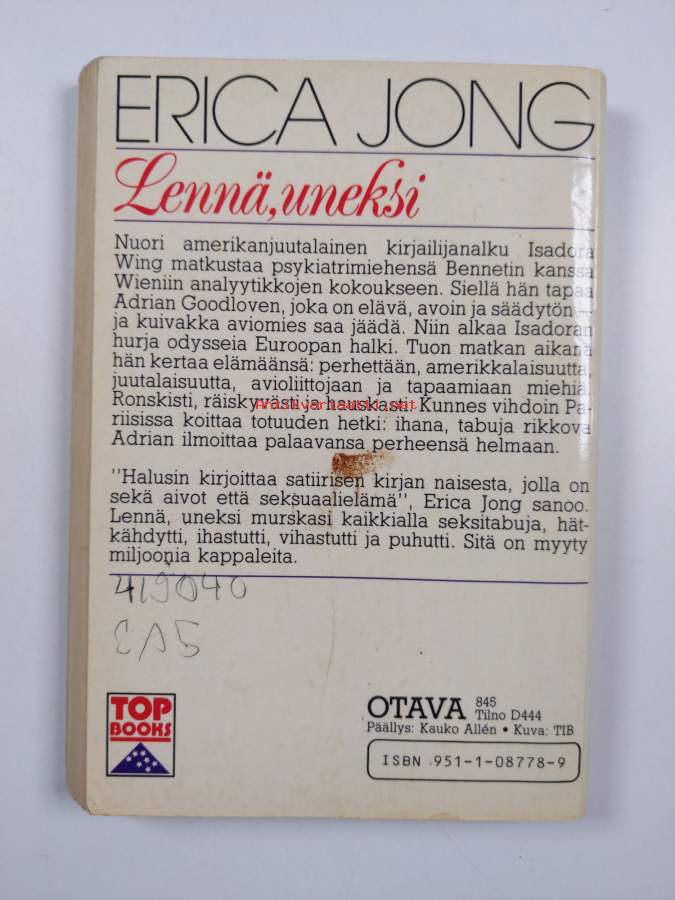 ERICA JONG
Lennä, uneksi
Nuori amerikanjuutalainen kirjailijanalku Isadora
Wing matkustaa psykiatrimiehensä Bennetin kanssa
Wieniin analyytikkojen kokoukseen. Siellä hän tapaa
Adrian Goodloven, joka on elävä, avoin ja säädytön —
ja kuivakka aviomies saa jäädä. Niin alkaa Isadoran
hurja odysseia Euroopan halki. Tuon matkan aikana
hän kertaa elämäänsä: perhettään, amerikkalaisuutta,
juutalaisuutta, avioliittojaan ja tapaamiaan miehiä.
Ronskisti, räiskyvästi ja hauskasti. Kunnes vihdoin Pa-
riisissa koittaa totuuden hetki: ihana, tabuja rikkova
Adrian ilmoittaa palaavansa perheensä helmaan.
"Halusin kirjoittaa satiirisen kirjan naisesta, jolla on
sekä aivot että seksuaalielämä", Erica Jong sanoo.
Lennä, uneksi murskasi kaikkialla seksitabuja, hät-
kähdytti, ihastutti, vihastutti ja puhutti. Sitä on myyty
miljoonia kappaleita.
419040
TOP
BOOKS
OTAVA 845
Tilno D444
Päällys: Kauko Allén • Kuva: TIB
ISBN 951-1-08778-9